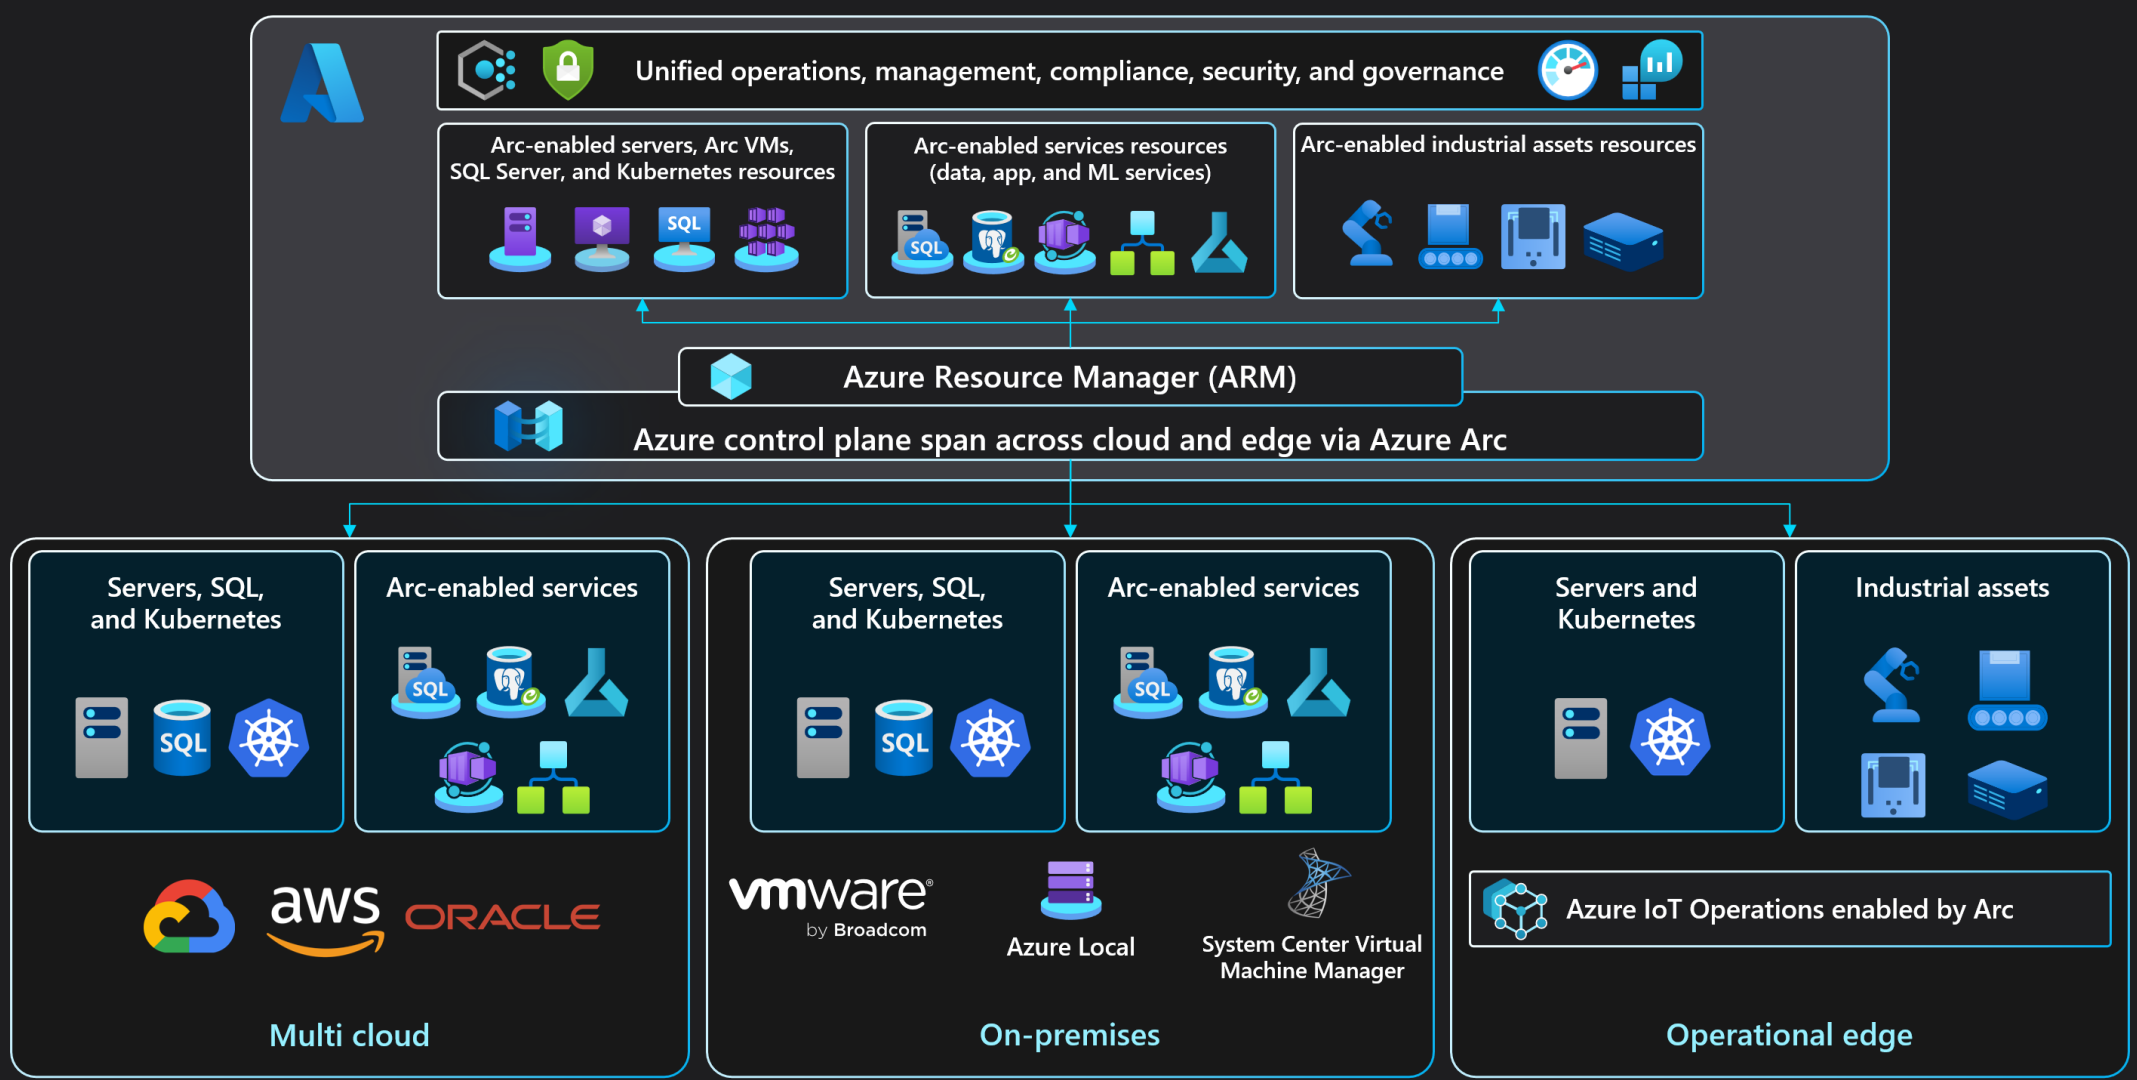 Unified operations, management, compliance, security, and governance
Arc-enabled servers, Arc VMs,
SQL Server, and Kubernetes resources
SQL
Arc-enabled services resources
(data, app, and ML services)
SQL
Arc-enabled industrial assets resources
Azure Resource Manager (ARM)
Azure control plane span across cloud and edge via Azure Arc
Servers, SQL,
and Kubernetes
SQL
Arc-enabled services
SQL
aws
ORACLE
Multi cloud
Servers, SQL,
and Kubernetes
SQL
Arc-enabled services
SQL
vmware®
by Broadcom
Azure Local
System Center Virtual
Machine Manager
On-premises
Servers and
Kubernetes
Industrial assets
Azure IoT Operations enabled by Arc
Operational edge